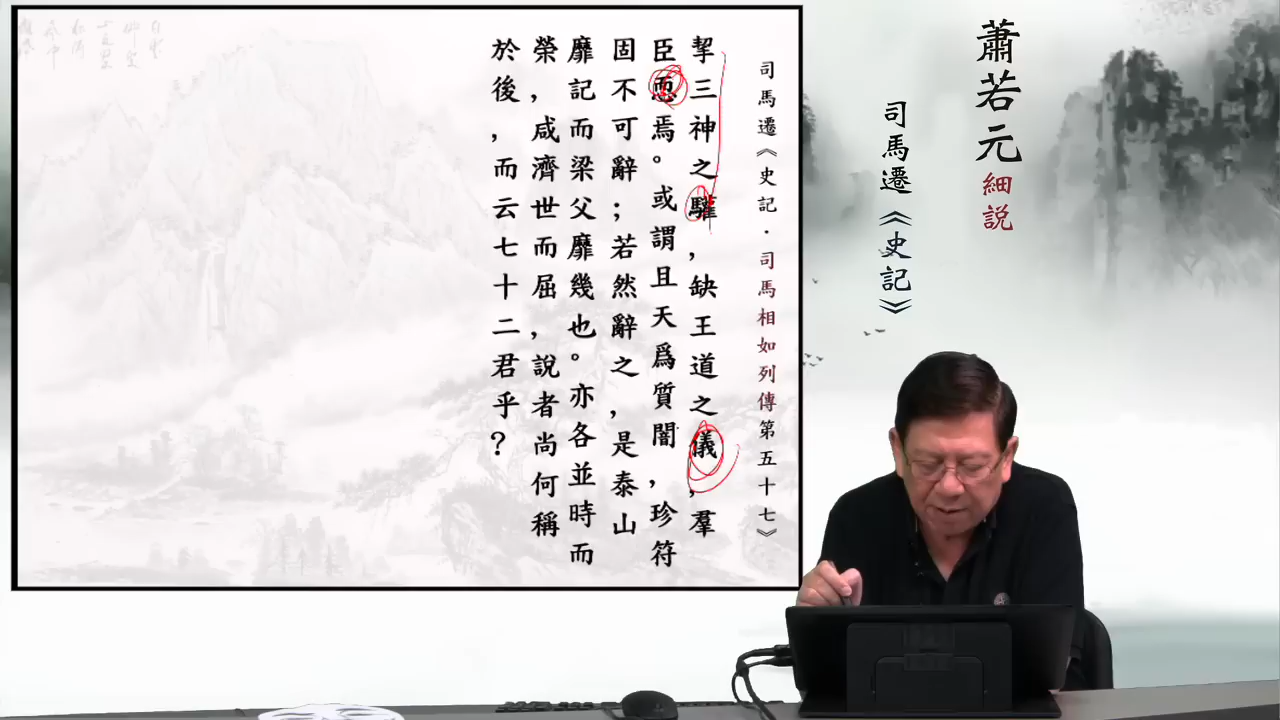 蕭若元細説
司馬遷《史記》
司馬遷《史記·司馬相如列傳第五十七》
挈三神之驩，缺王道之儀，羣
臣恧焉。或謂且天爲質闇，珍符
固不可辭；若然辭之，是泰山
靡記而梁父靡幾也。亦各並時而
榮，咸濟世而屈，說者尚何稱
於後，而云七十二君乎？